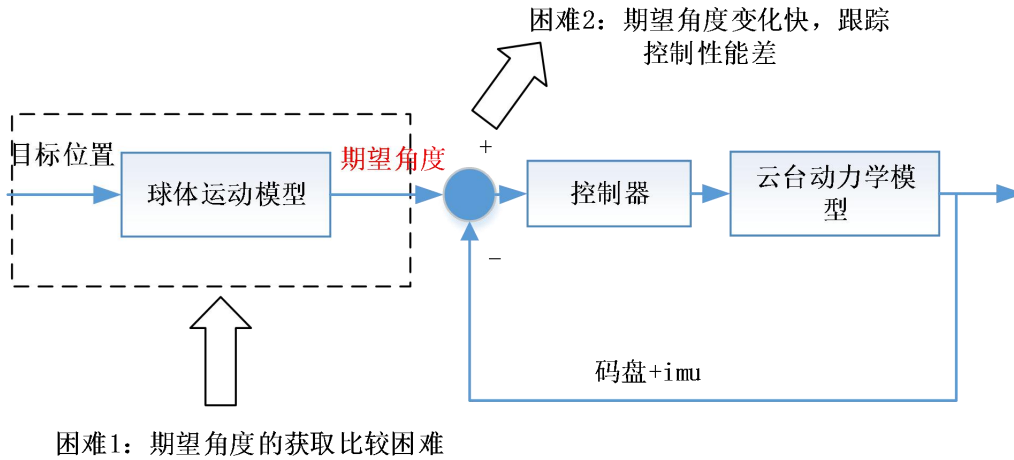 困难2：期望角度变化快，跟踪
控制性能差
目标位置
期望角度
+
球体运动模型
控制器
云台动力学模
型
−
码盘+imu
困难1：期望角度的获取比较困难